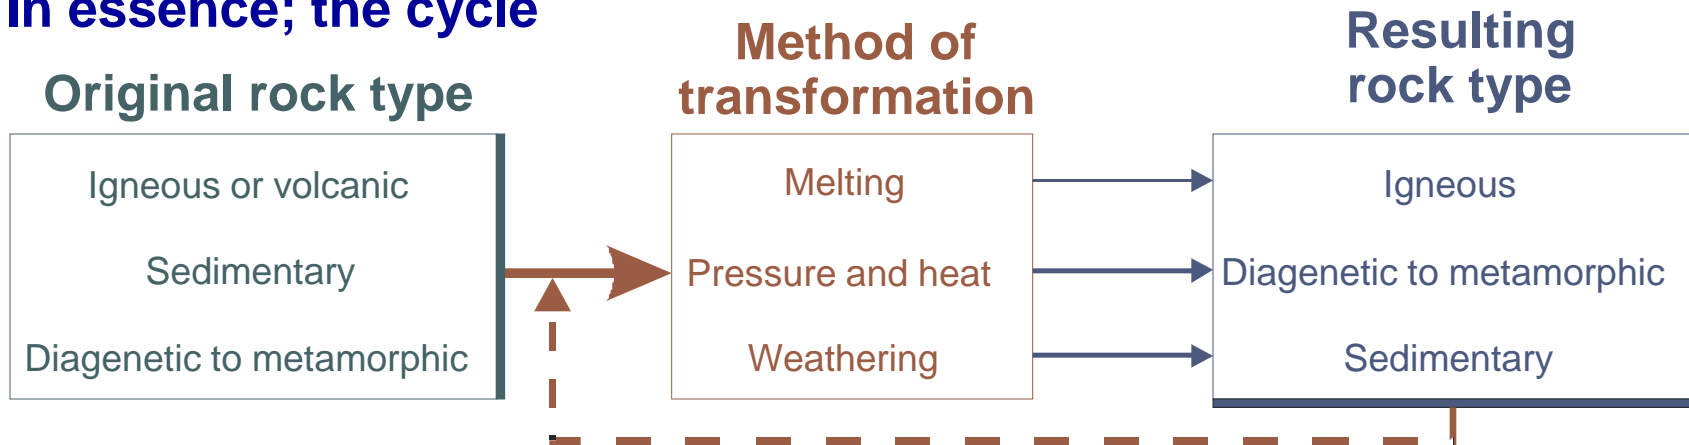 In essence; the cycle
Original rock type
Igneous or volcanic
Sedimentary
Diagenetic to metamorphic
Method of
transformation
Melting
Pressure and heat
Weathering
Resulting
rock type
Igneous
Diagenetic to metamorphic
Sedimentary